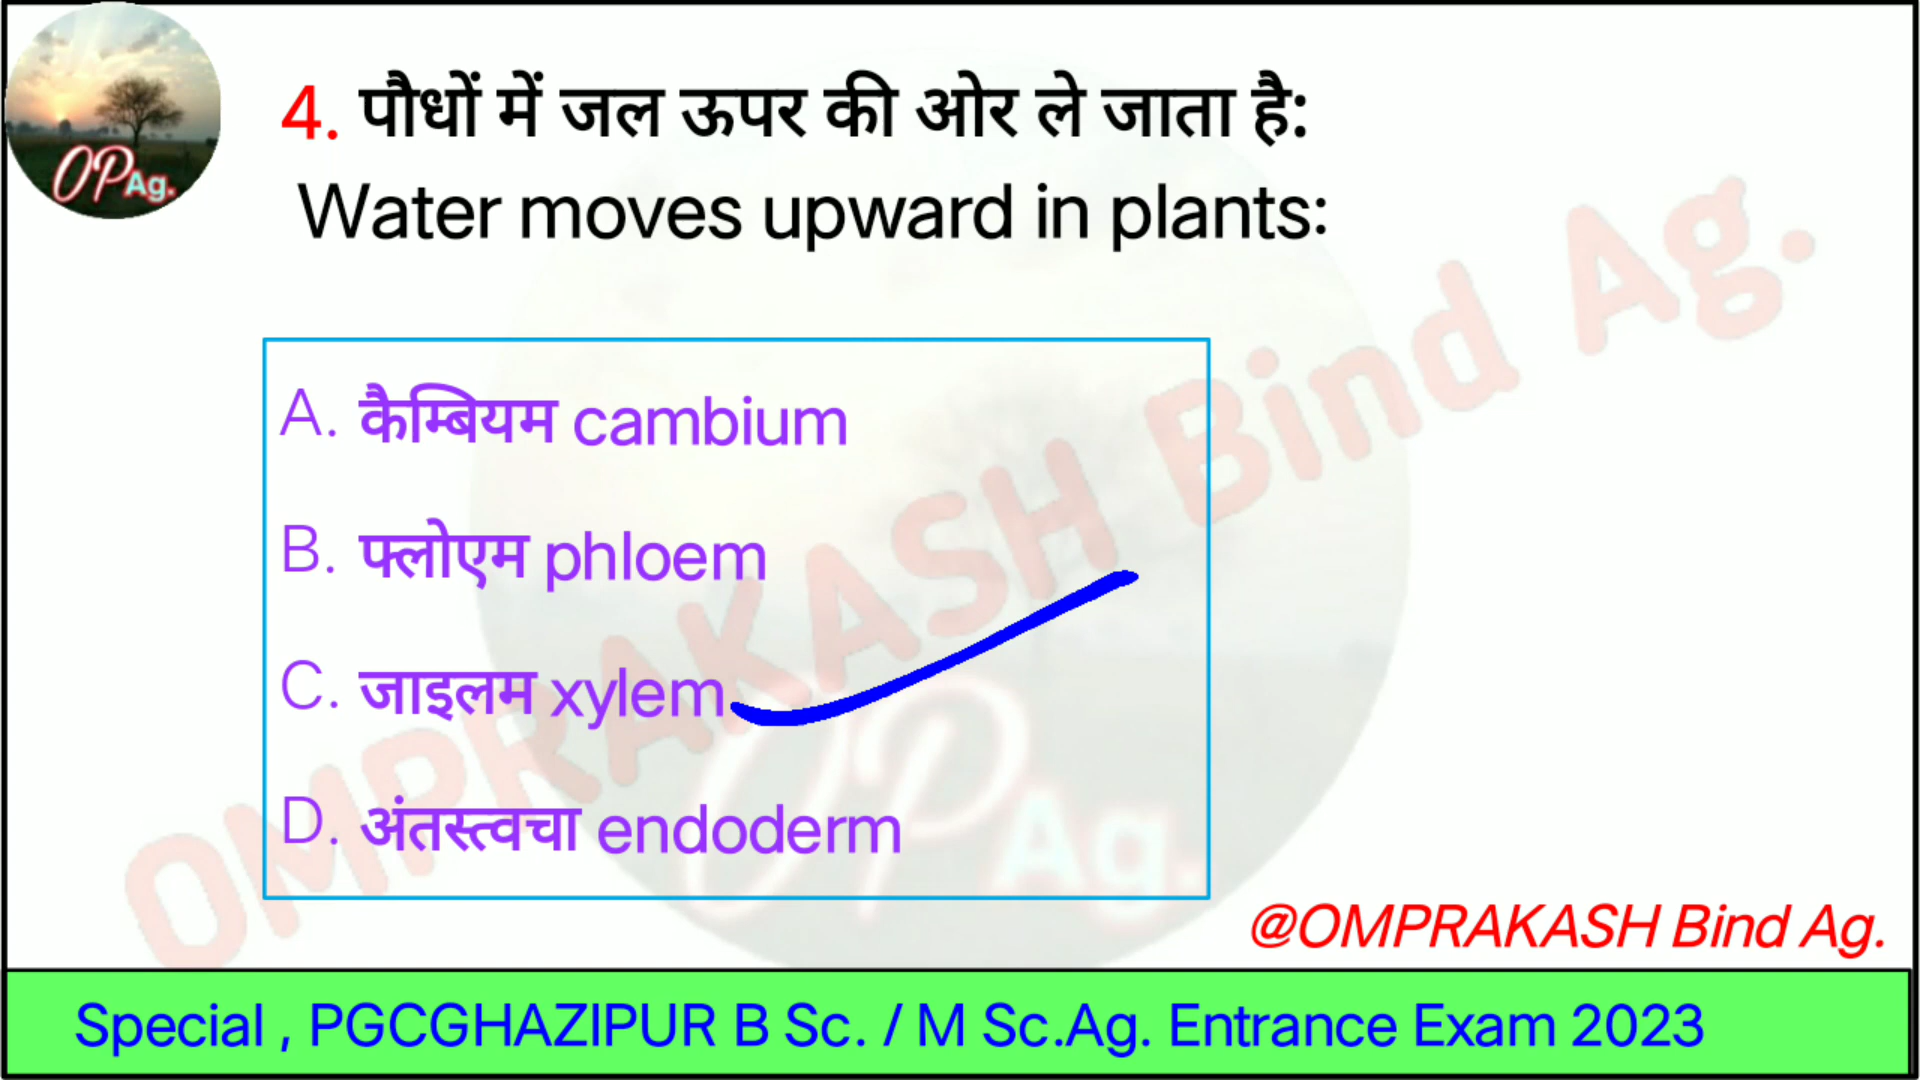 OPAg.
4. पौधों में जल ऊपर की ओर ले जाता है:
Water moves upward in plants:
A. कैम्बियम cambium
B. फ्लोएम phloem
C. जाइलम xylem
D. अंतस्त्वचा endoderm
OMPRAKASH Bind Ag.
OP Ag.
@OMPRAKASH Bind Ag.
Special , PGCGHAZIPUR B Sc. / M Sc.Ag. Entrance Exam 2023